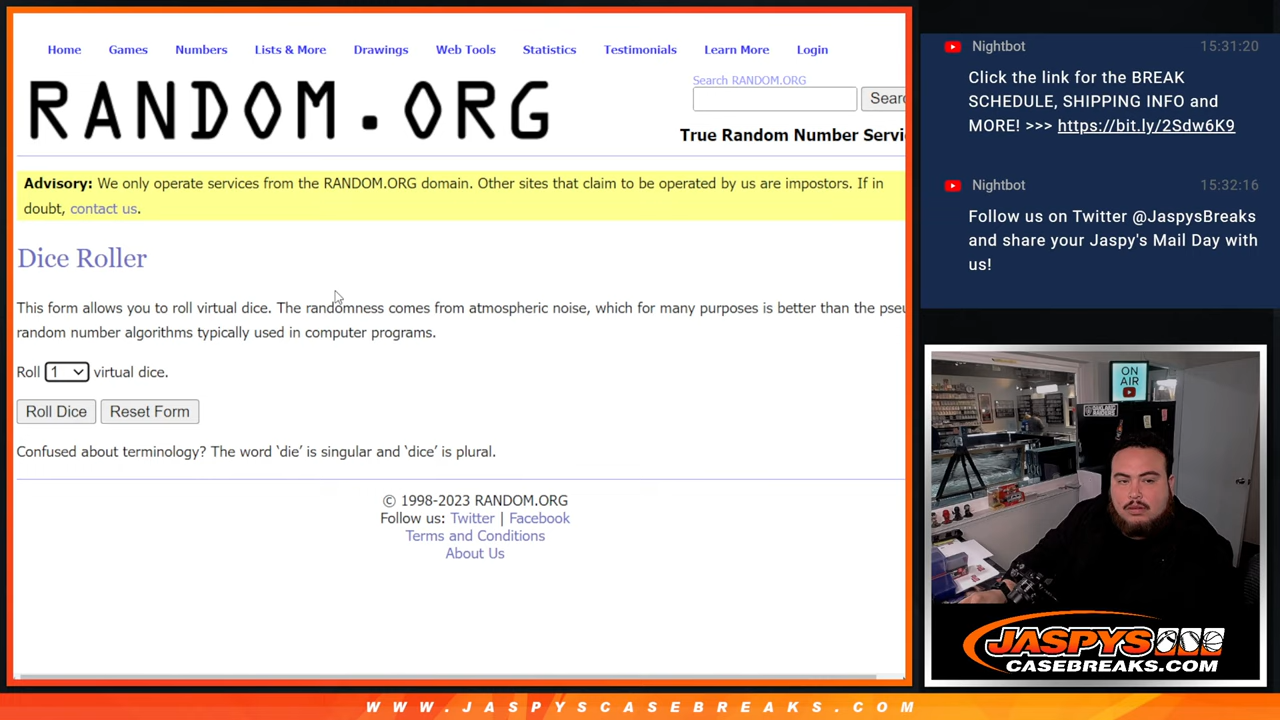 Home Games Numbers Lists & More Drawings Web Tools Statistics Testimonials Learn More Login
RANDOM.ORG
Search RANDOM.ORG
Searc
True Random Number Servi
Advisory: We only operate services from the RANDOM.ORG domain. Other sites that claim to be operated by us are impostors. If in
doubt, contact us.
Dice Roller
This form allows you to roll virtual dice. The randomness comes from atmospheric noise, which for many purposes is better than the pseu
random number algorithms typically used in computer programs.
Roll 1 virtual dice.
Roll Dice Reset Form
Confused about terminology? The word ‘die’ is singular and ‘dice’ is plural.
© 1998-2023 RANDOM.ORG
Follow us: Twitter | Facebook
Terms and Conditions
About Us
Nightbot 15:31:20
Click the link for the BREAK
SCHEDULE, SHIPPING INFO and
MORE! >>> https://bit.ly/2Sdw6K9
Nightbot 15:32:16
Follow us on Twitter @JaspysBreaks
and share your Jaspy's Mail Day with
us!
ON
AIR
JASPYS
CASEBREAKS.COM
WWW.JASPYSCASEBREAKS.COM